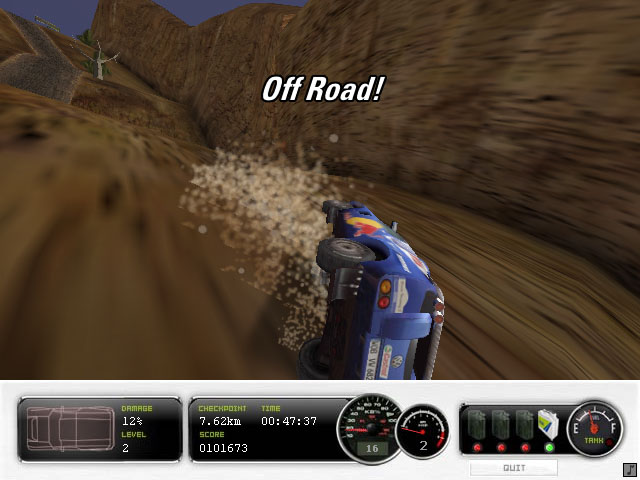 Off Road!
DAMAGE
12%
LEVEL
2
CHECKPOINT TIME
7.62km 00:47:37
SCORE
0101673
16
2
E F
TANK
QUIT